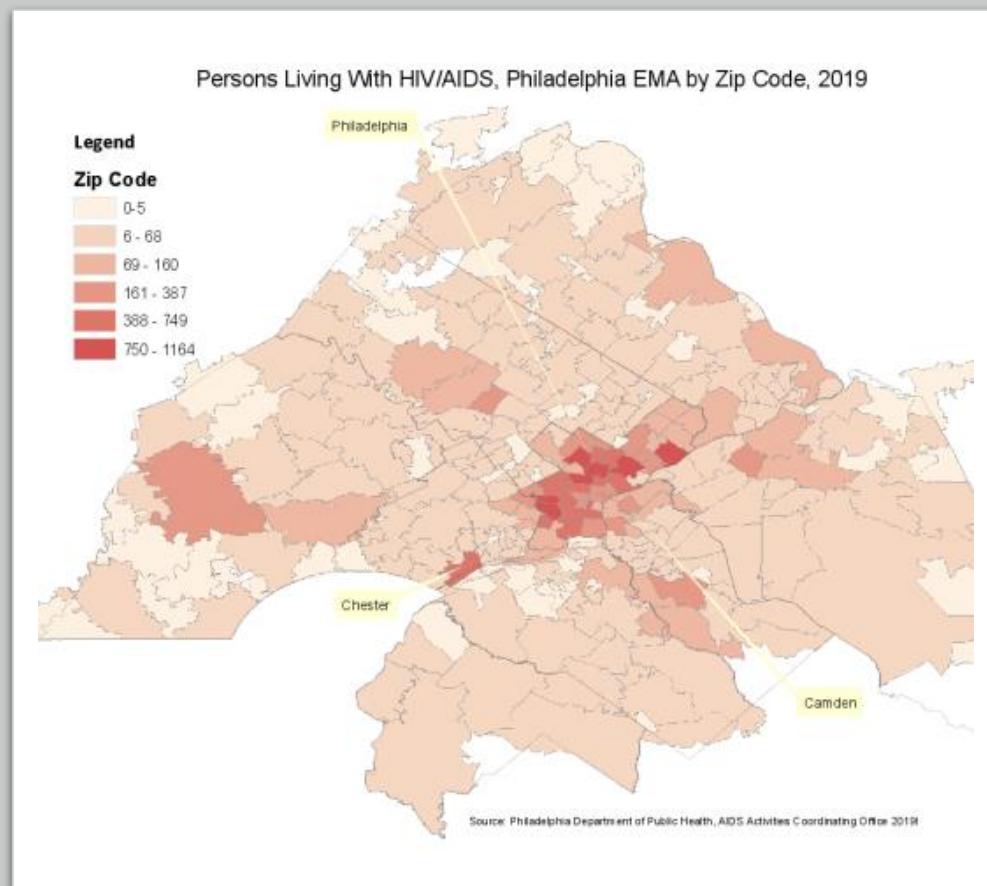 Persons Living With HIV/AIDS, Philadelphia EMA by Zip Code, 2019
Philadelphia
Legend
Zip Code
0-5
6 - 68
69 - 160
161 - 387
388 - 749
750 - 1164
Chester
Camden
Source: Philadelphia Department of Public Health, AIDS Activities Coordinating Office 2019!